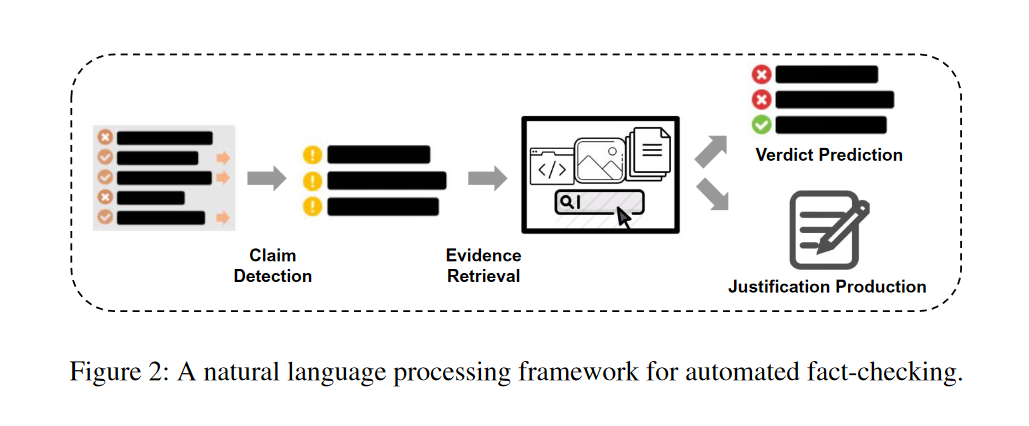 Claim
Detection
Evidence
Retrieval
</>
Verdict Prediction
Justification Production
Figure 2: A natural language processing framework for automated fact-checking.